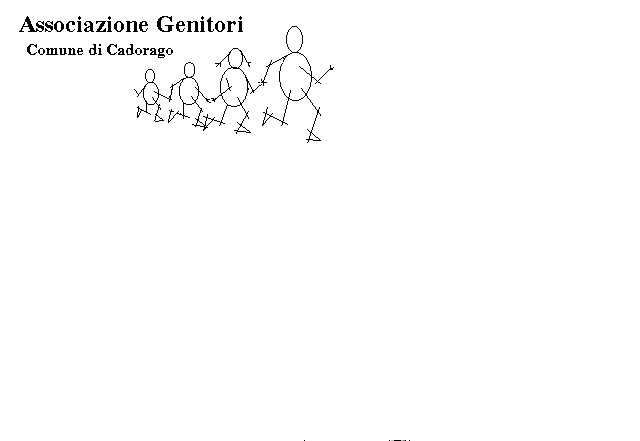 Associazione Genitori
Comune di Cadorago